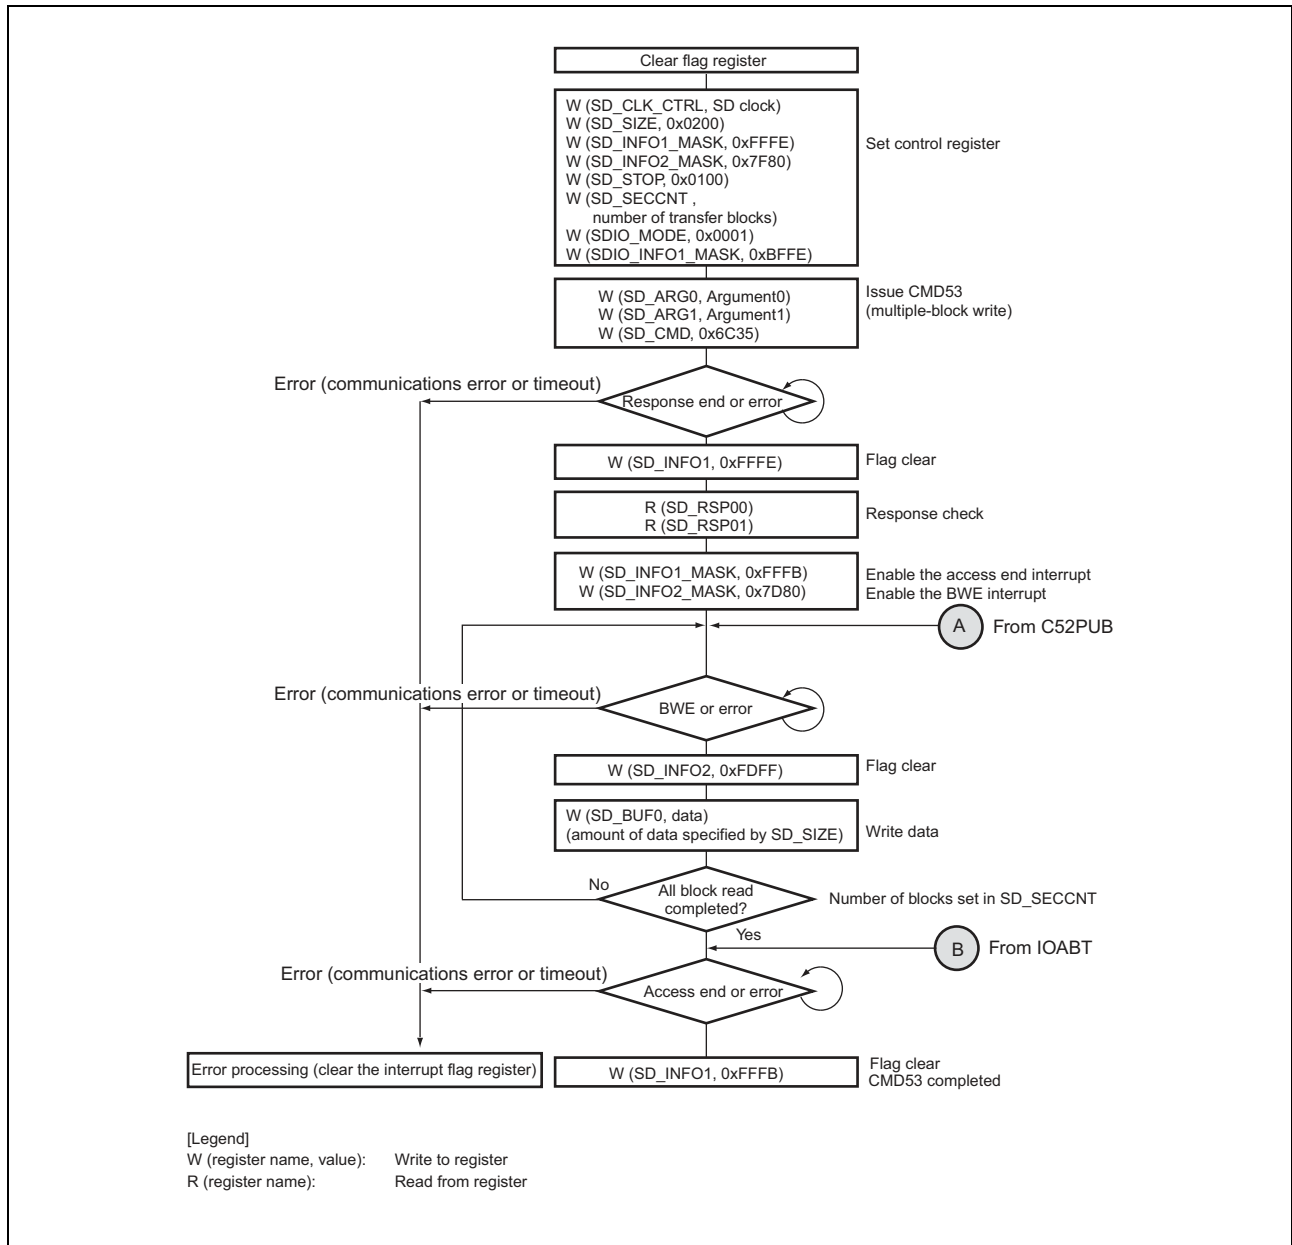 Clear flag register
W (SD_CLK_CTRL, SD clock)
W (SD_SIZE, 0x0200)
W (SD_INFO1_MASK, 0xFFFE)
W (SD_INFO2_MASK, 0x7F80)
W (SD_STOP, 0x0100)
W (SD_SECCNT ,
number of transfer blocks)
W (SDIO_MODE, 0x0001)
W (SDIO_INFO1_MASK, 0xBFFE)
Set control register
W (SD_ARG0, Argument0)
W (SD_ARG1, Argument1)
W (SD_CMD, 0x6C35)
Issue CMD53
(multiple-block write)
Error (communications error or timeout)
Response end or error
W (SD_INFO1, 0xFFFE)
Flag clear
R (SD_RSP00)
R (SD_RSP01)
Response check
W (SD_INFO1_MASK, 0xFFFB)
W (SD_INFO2_MASK, 0x7D80)
Enable the access end interrupt
Enable the BWE interrupt
A
From C52PUB
Error (communications error or timeout)
BWE or error
W (SD_INFO2, 0xFDFF)
Flag clear
W (SD_BUF0, data)
(amount of data specified by SD_SIZE)
Write data
No
All block read
completed?
Number of blocks set in SD_SECCNT
Yes
B
From IOABT
Error (communications error or timeout)
Access end or error
Error processing (clear the interrupt flag register)
W (SD_INFO1, 0xFFFB)
Flag clear
CMD53 completed
[Legend]
W (register name, value): Write to register
R (register name): Read from register